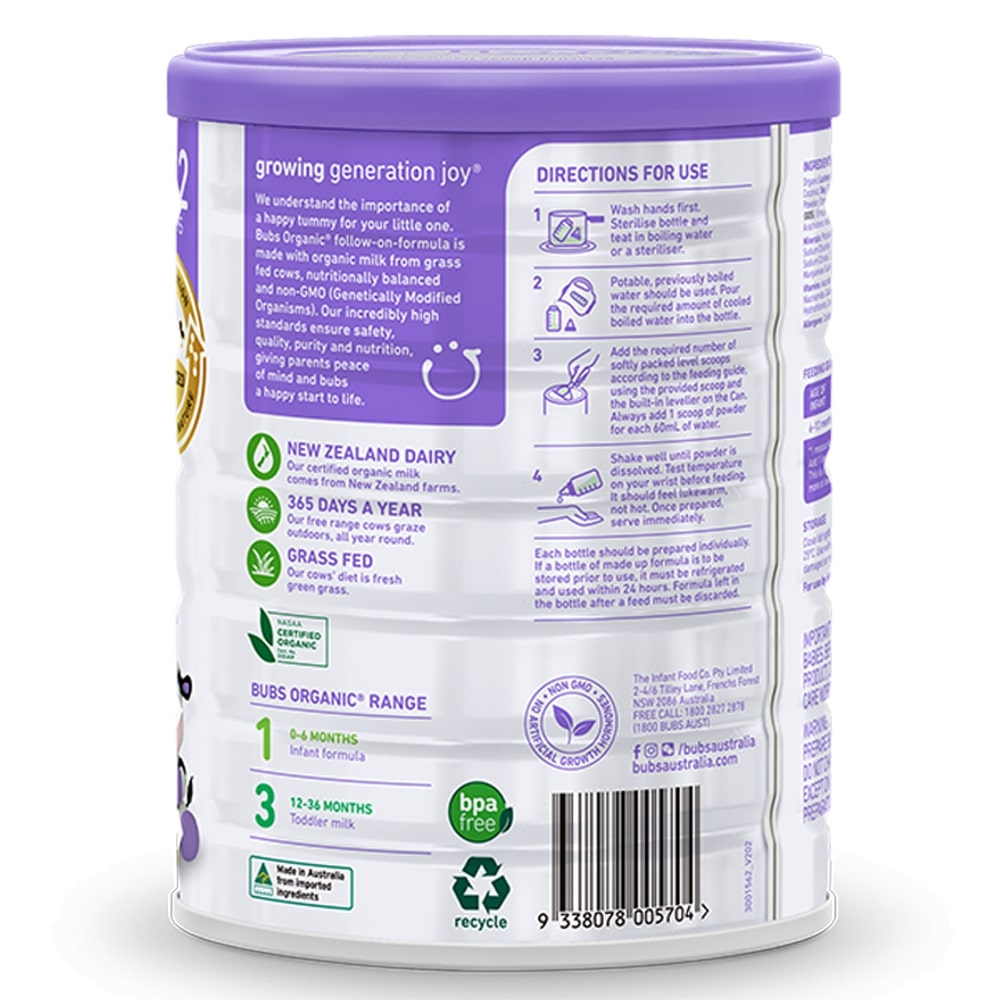 2
growing generation joy®
We understand the importance of
a happy tummy for your little one.
Bubs Organic® follow-on-formula is
made with organic milk from grass
fed cows, nutritionally balanced
and non-GMO (Genetically Modified
Organisms). Our incredibly high
standards ensure safety,
quality, purity and nutrition,
giving parents peace
of mind and bubs
a happy start to life.
NEW ZEALAND DAIRY
Our certified organic milk
comes from New Zealand farms.
365 DAYS A YEAR
Our free range cows graze
outdoors, all year round.
GRASS FED
Our cows' diet is fresh
green grass.
NASAA
CERTIFIED
ORGANIC
BUBS ORGANIC® RANGE
1
0-6 MONTHS
Infant formula
3
12-36 MONTHS
Toddler milk
Made in Australia
from imported
ingredients
bpa
free
recycle
DIRECTIONS FOR USE
1
Wash hands first.
Sterilise bottle and
teat in boiling water
or a steriliser.
2
Potable, previously boiled
water should be used. Pour
the required amount of cooled
boiled water into the bottle.
3
Add the required number of
softly packed level scoops
according to the feeding guide,
using the provided scoop and
the built-in leveller on the Can.
Always add 1 scoop of powder
for each 60mL of water.
4
Shake well until powder is
dissolved. Test temperature
on your wrist before feeding.
It should feel lukewarm,
not hot. Once prepared,
serve immediately.
Each bottle should be prepared individually.
If a bottle of made up formula is to be
stored prior to use, it must be refrigerated
and used within 24 hours. Formula left in
the bottle after a feed must be discarded.
NON GMO
NO ARTIFICIAL GROWTH HORMONES
The Infant Food Co. Pty Limited
2-4/6 Tilley Lane, Frenchs Forest
NSW 2086 Australia
FREE CALL: 1800 2827 2878
(1800 BUBS AUST)
/bubsaustralia
bubsaustralia.com
9 338078 005704 >
3001562_V202
STORAGE
IMPORTANT
WARNING